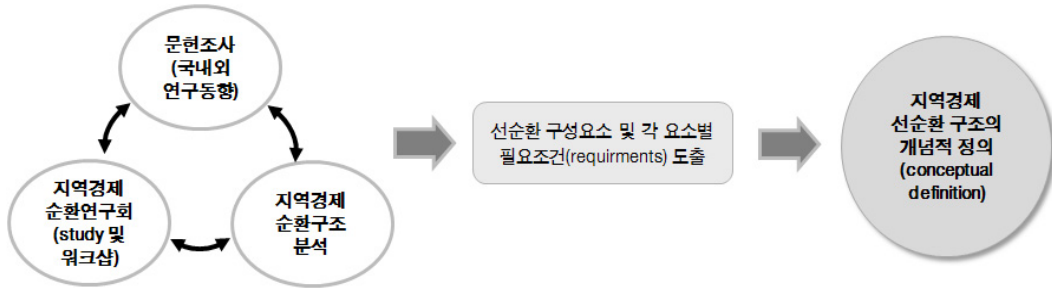 문헌조사
(국내외
연구동향)
지역경제
순환연구회
(study 및
워크샵)
지역경제
순환구조
분석
선순환 구성요소 및 각 요소별
필요조건(requirments) 도출
지역경제
선순환 구조의
개념적 정의
(conceptual
definition)